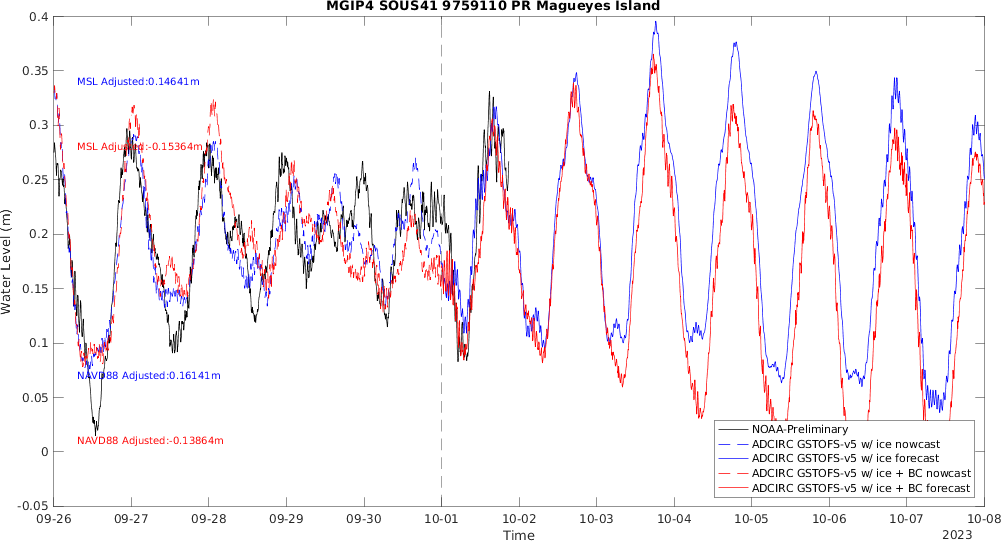 MGIP4 SOUS41 9759110 PR Magueyes Island
0.4
0.35
0.3
0.25
0.2
0.15
0.1
0.05
0
-0.05
Water Level (m)
MSL Adjusted:0.14641m
MSL Adjusted:-0.15364m
NAVD88 Adjusted:0.16141m
NAVD88 Adjusted:-0.13864m
NOAA-Preliminary
ADCIRC GSTOFS-v5 w/ ice nowcast
ADCIRC GSTOFS-v5 w/ ice forecast
ADCIRC GSTOFS-v5 w/ ice + BC nowcast
ADCIRC GSTOFS-v5 w/ ice + BC forecast
09-26 09-27 09-28 09-29 09-30 10-01 10-02 10-03 10-04 10-05 10-06 10-07 10-08
Time
2023